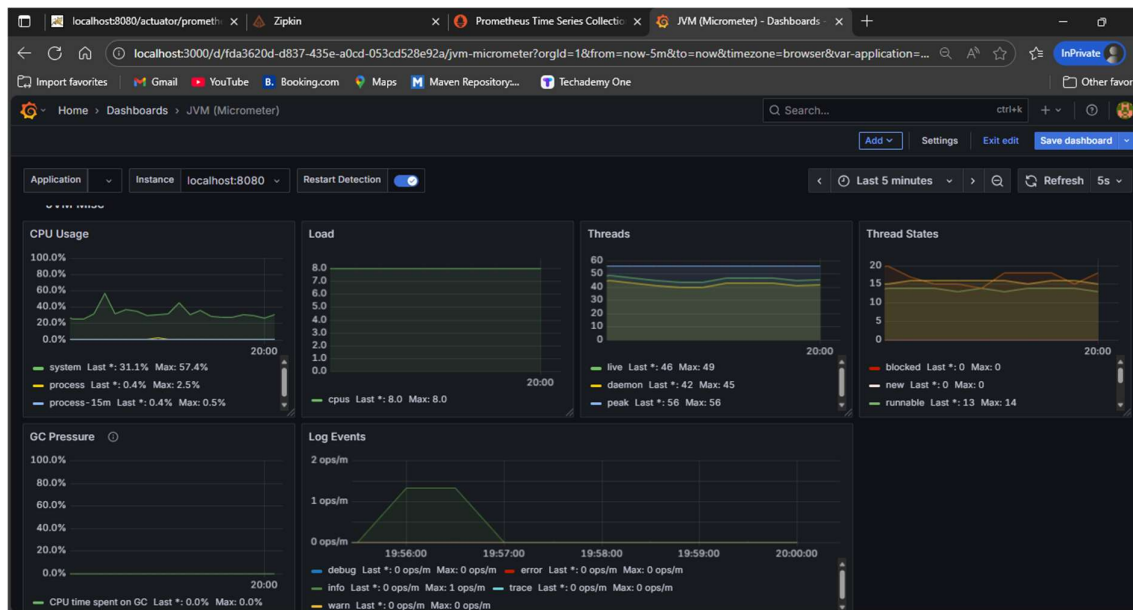 localhost:8080/actuator/prometh
Zipkin
Prometheus Time Series Collectio
JVM (Micrometer) - Dashboards -
localhost:3000/d/fda3620d-d837-435e-a0cd-053cd528e92a/jvm-micrometer?orgId=1&from=now-5m&to=now&timezone=browser&var-application=...
InPrivate
Import favorites
Gmail
YouTube
B. Booking.com
Maps
Maven Repository:...
Techademy One
Other favor
Home > Dashboards > JVM (Micrometer)
Search...
ctrl+k
Add
Settings
Exit edit
Save dashboard
Application
Instance
localhost:8080
Restart Detection
Last 5 minutes
Refresh
5s
JVM Misc
CPU Usage
100.0%
80.0%
60.0%
40.0%
20.0%
0.0%
20:00
system Last *: 31.1% Max: 57.4%
process Last *: 0.4% Max: 2.5%
process-15m Last *: 0.4% Max: 0.5%
Load
8.0
7.0
6.0
5.0
4.0
3.0
2.0
1.0
0.0
20:00
cpus Last *: 8.0 Max: 8.0
Threads
60
50
40
30
20
10
0
20:00
live Last *: 46 Max: 49
daemon Last *: 42 Max: 45
peak Last *: 56 Max: 56
Thread States
20
15
10
5
0
20:00
blocked Last *: 0 Max: 0
new Last *: 0 Max: 0
runnable Last *: 13 Max: 14
GC Pressure
100.0%
80.0%
60.0%
40.0%
20.0%
0.0%
20:00
CPU time spent on GC Last *: 0.0% Max: 0.0%
Log Events
2 ops/m
1 ops/m
0 ops/m
19:56:00
19:57:00
19:58:00
19:59:00
20:00:00
debug Last *: 0 ops/m Max: 0 ops/m
error Last *: 0 ops/m Max: 0 ops/m
info Last *: 0 ops/m Max: 1 ops/m
trace Last *: 0 ops/m Max: 0 ops/m
warn Last *: 0 ops/m Max: 0 ops/m